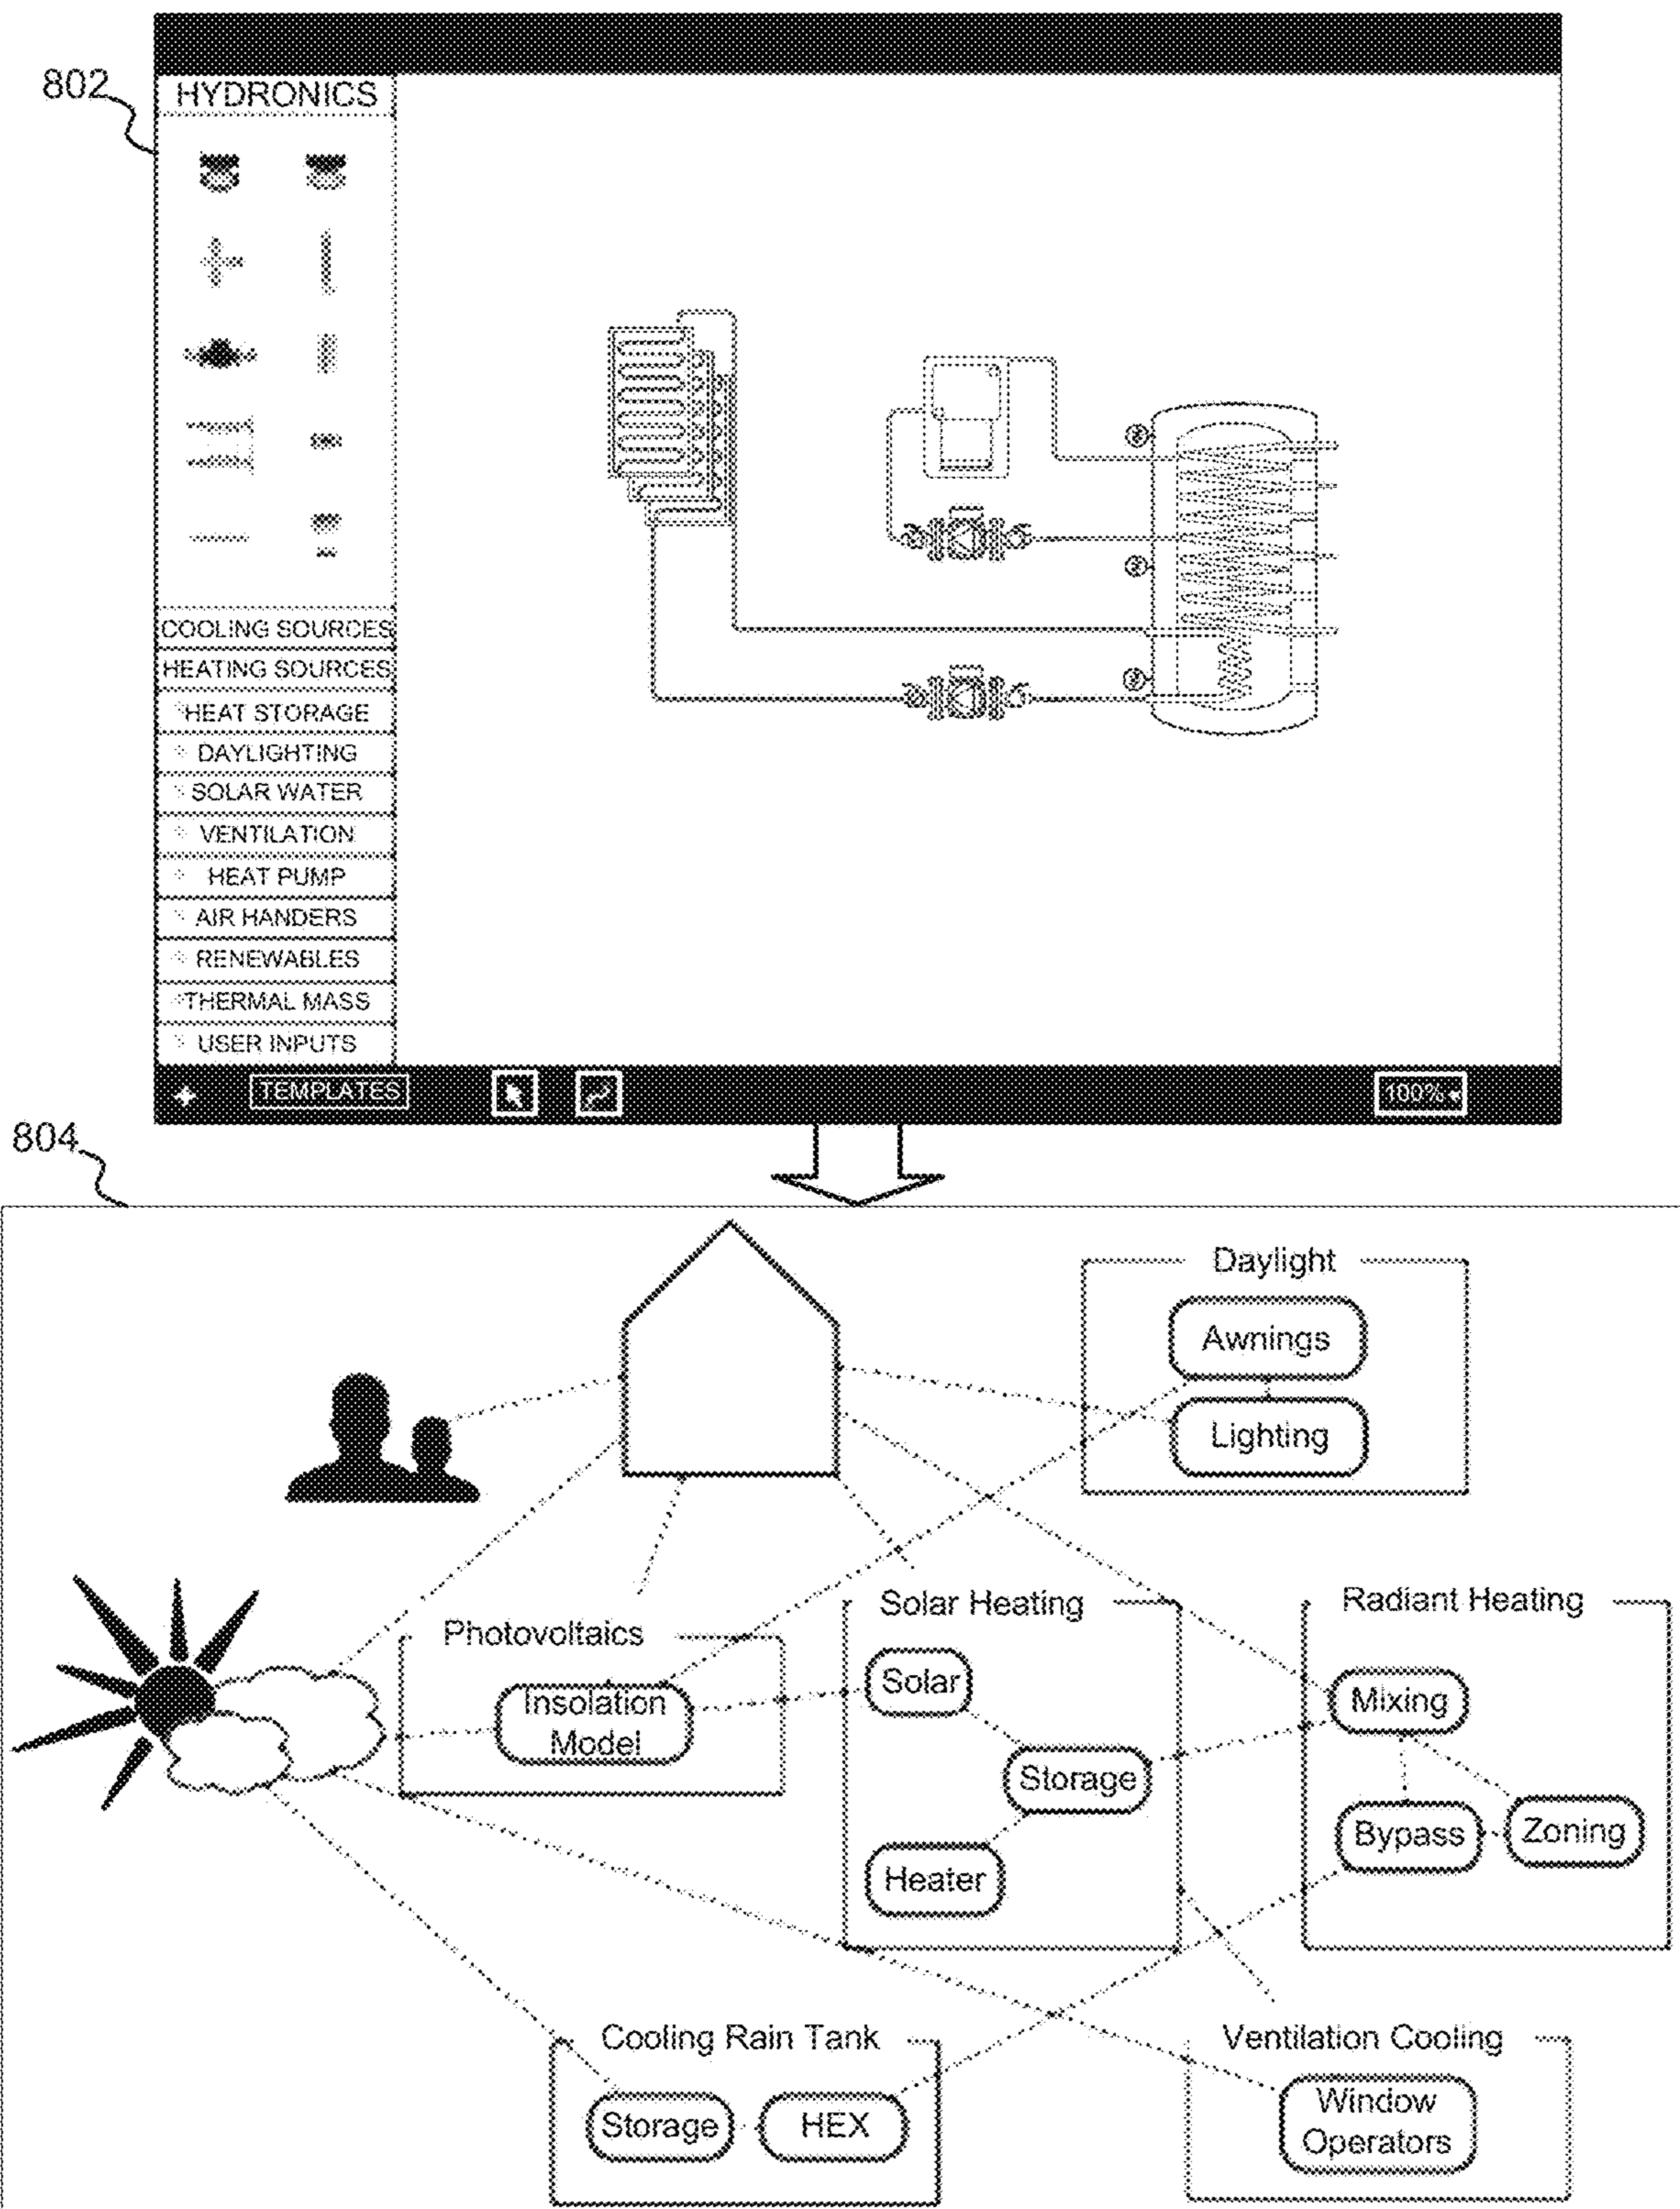 802
HYDRONICS
COOLING SOURCES
HEATING SOURCES
HEAT STORAGE
DAYLIGHTING
SOLAR WATER
VENTILATION
HEAT PUMP
AIR HANDERS
RENEWABLES
THERMAL MASS
USER INPUTS
TEMPLATES
100%
804
Daylight
Awnings
Lighting
Photovoltaics
Insolation
Model
Solar Heating
Solar
Storage
Heater
Radiant Heating
Mixing
Bypass
Zoning
Cooling Rain Tank
Storage
HEX
Ventilation Cooling
Window
Operators